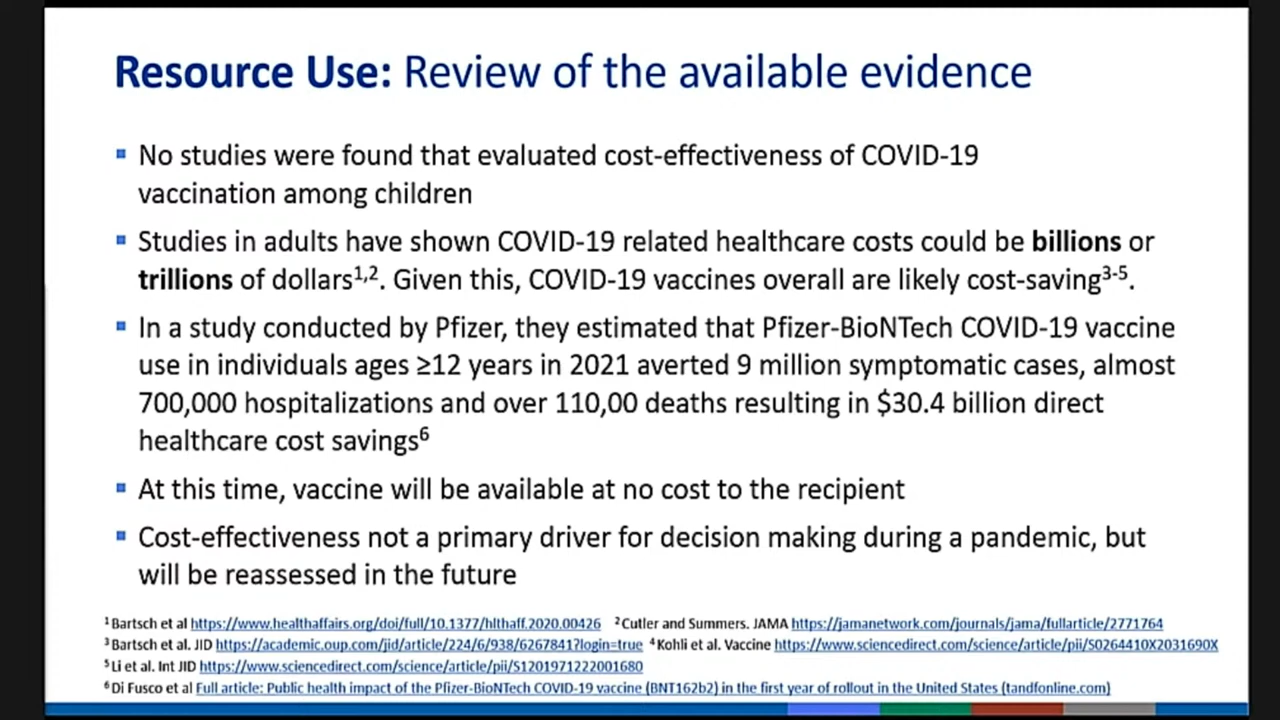 Resource Use: Review of the available evidence
▪ No studies were found that evaluated cost-effectiveness of COVID-19
vaccination among children
▪ Studies in adults have shown COVID-19 related healthcare costs could be billions or
trillions of dollars1,2. Given this, COVID-19 vaccines overall are likely cost-saving3-5.
▪ In a study conducted by Pfizer, they estimated that Pfizer-BioNTech COVID-19 vaccine
use in individuals ages ≥12 years in 2021 averted 9 million symptomatic cases, almost
700,000 hospitalizations and over 110,00 deaths resulting in $30.4 billion direct
healthcare cost savings6
▪ At this time, vaccine will be available at no cost to the recipient
▪ Cost-effectiveness not a primary driver for decision making during a pandemic, but
will be reassessed in the future
1 Bartsch et al https://www.healthaffairs.org/doi/full/10.1377/hlthaff.2020.00426 2 Cutler and Summers. JAMA https://jamanetwork.com/journals/jama/fullarticle/2771764
3 Bartsch et al. JID https://academic.oup.com/jid/article/224/6/938/6267841?login=true 4 Kohli et al. Vaccine https://www.sciencedirect.com/science/article/pii/S0264410X2031690X
5 Li et al. Int JID https://www.sciencedirect.com/science/article/pii/S1201971222001680
6 Di Fusco et al Full article: Public health impact of the Pfizer-BioNTech COVID-19 vaccine (BNT162b2) in the first year of rollout in the United States (tandfonline.com)